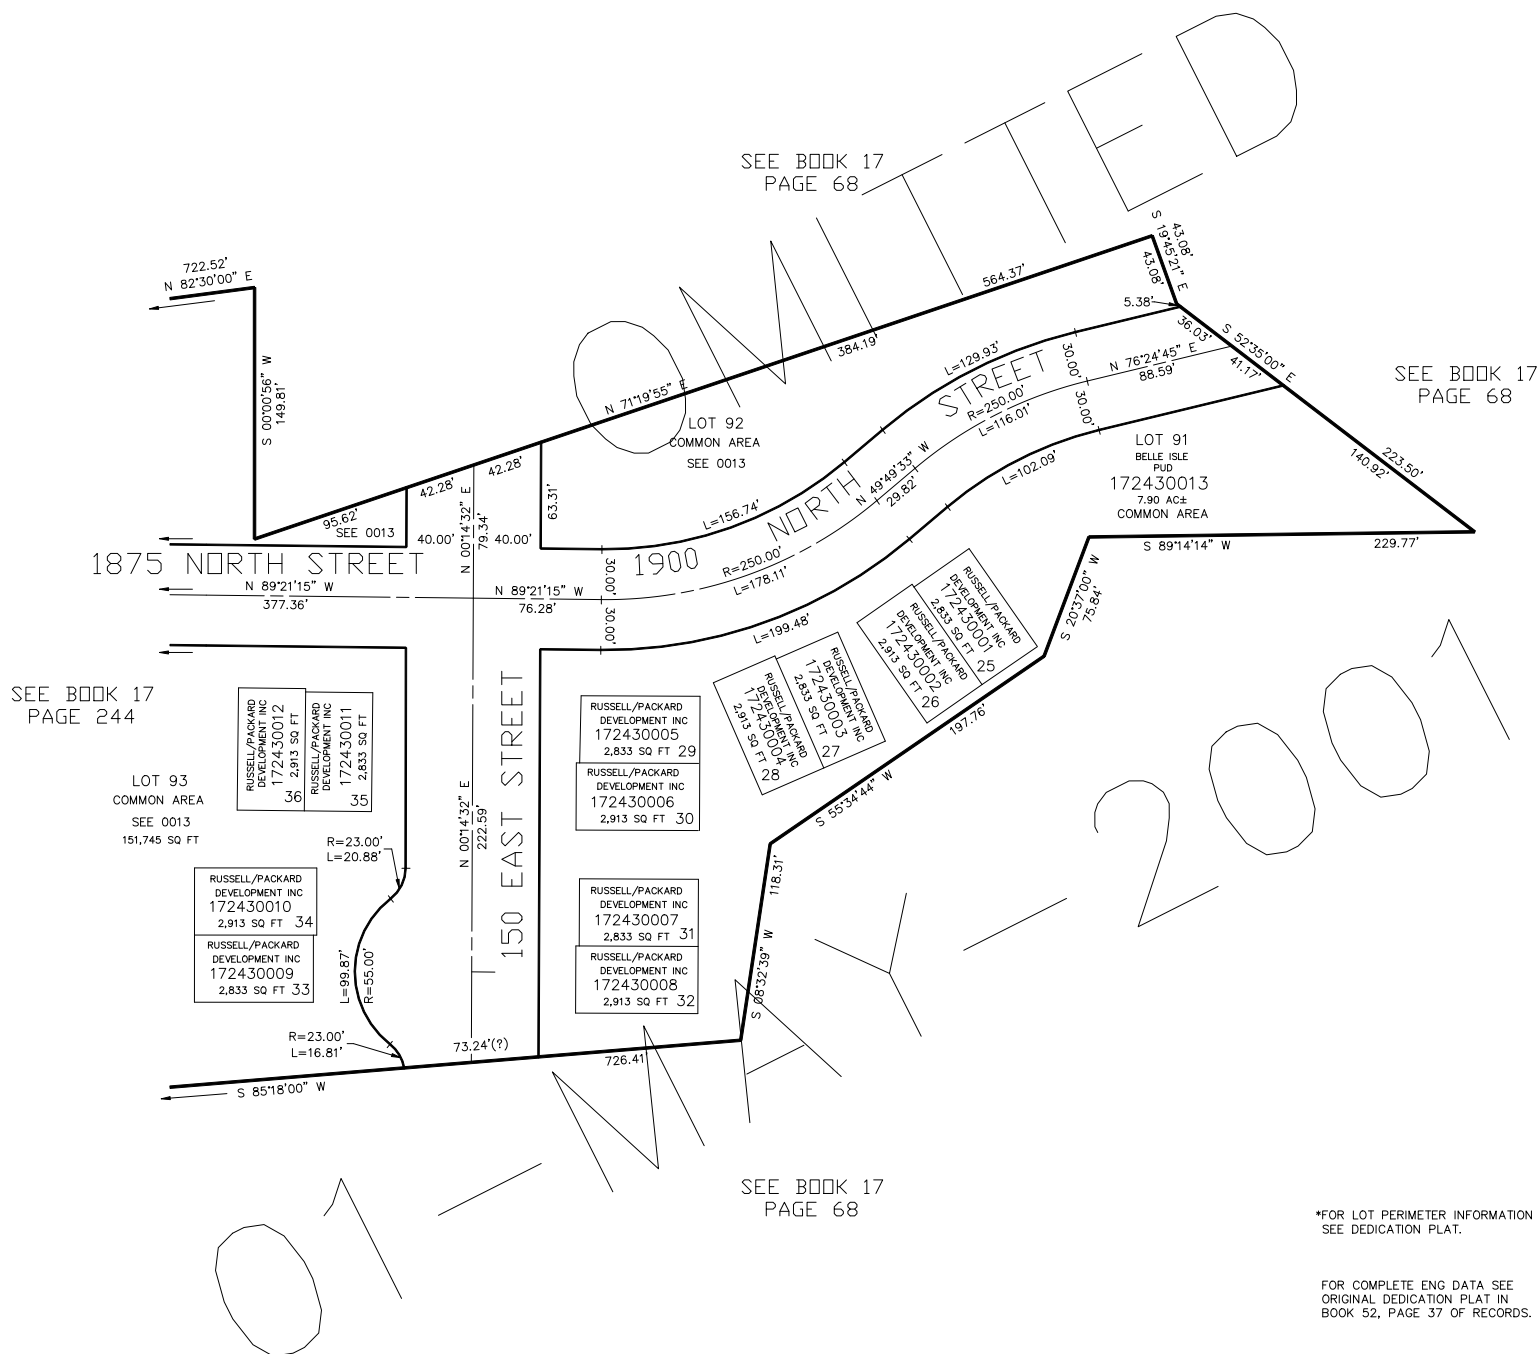 OMITTED
01-MAY-2001
SEE BOOK 17
PAGE 68
722.52'
N 82°30'00" E
S 00°00'56" W
149.81'
564.37'
384.19'
N 71°19'55" E
S 19°45'21" E
43.08'
43.08'
5.38'
36.03'
S 52°35'00" E
41.17'
223.50'
140.92'
SEE BOOK 17
PAGE 68
LOT 92
COMMON AREA
SEE 0013
L=129.93'
STREET
30.00'
30.00'
N 76°24'45" E
88.59'
R=250.00'
L=116.01'
LOT 91
BELLE ISLE
PUD
172430013
7.90 AC±
COMMON AREA
L=102.09'
N 49°49'33" W
29.82'
NORTH
L=156.74'
1900
R=250.00'
L=178.11'
L=199.48'
95.62'
42.28'
42.28'
63.31'
SEE 0013
40.00'
40.00'
N 00°14'32" E
79.34'
1875 NORTH STREET
N 89°21'15" W
377.36'
N 89°21'15" W
76.28'
30.00'
30.00'
S 89°14'14" W
229.77'
S 20°37'00" W
75.84'
RUSSELL/PACKARD
DEVELOPMENT INC
172430001
2,833 SQ FT
25
RUSSELL/PACKARD
DEVELOPMENT INC
172430002
2,913 SQ FT
26
RUSSELL/PACKARD
DEVELOPMENT INC
172430003
2,833 SQ FT
27
RUSSELL/PACKARD
DEVELOPMENT INC
172430004
2,913 SQ FT
28
197.76'
S 55°34'44" W
SEE BOOK 17
PAGE 244
RUSSELL/PACKARD
DEVELOPMENT INC
172430012
2,913 SQ FT
36
RUSSELL/PACKARD
DEVELOPMENT INC
172430011
2,833 SQ FT
35
RUSSELL/PACKARD
DEVELOPMENT INC
172430005
2,833 SQ FT 29
RUSSELL/PACKARD
DEVELOPMENT INC
172430006
2,913 SQ FT 30
LOT 93
COMMON AREA
SEE 0013
151,745 SQ FT
N 00°14'32" E
222.59'
150 EAST STREET
R=23.00'
L=20.88'
RUSSELL/PACKARD
DEVELOPMENT INC
172430010
2,913 SQ FT 34
RUSSELL/PACKARD
DEVELOPMENT INC
172430009
2,833 SQ FT 33
RUSSELL/PACKARD
DEVELOPMENT INC
172430007
2,833 SQ FT 31
RUSSELL/PACKARD
DEVELOPMENT INC
172430008
2,913 SQ FT 32
118.31'
S 08°32'39" W
L=99.87'
R=55.00'
R=23.00'
L=16.81'
73.24'(?)
726.41'
S 85°18'00" W
SEE BOOK 17
PAGE 68
*FOR LOT PERIMETER INFORMATION
SEE DEDICATION PLAT.
FOR COMPLETE ENG DATA SEE
ORIGINAL DEDICATION PLAT IN
BOOK 52, PAGE 37 OF RECORDS.